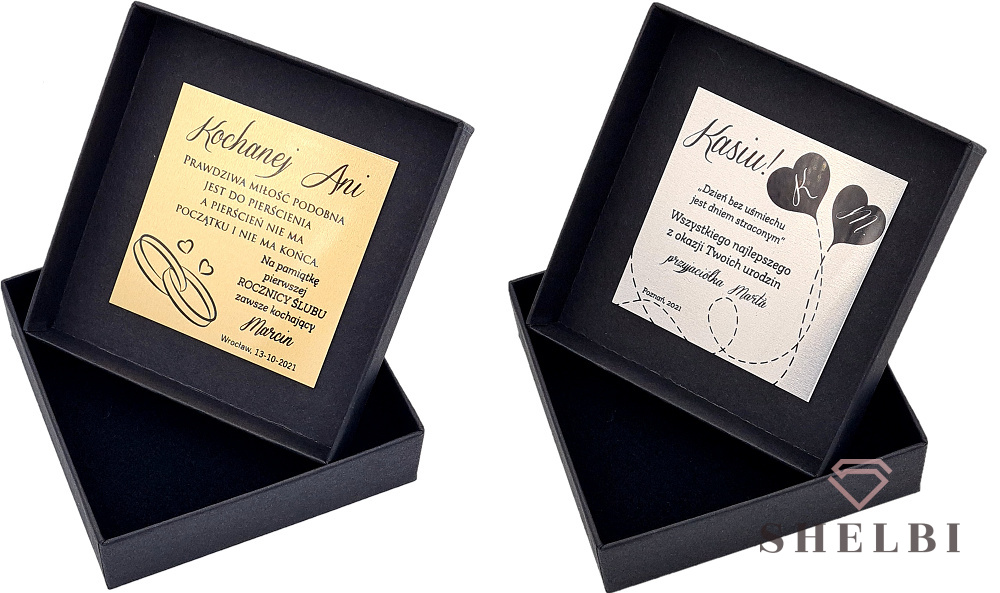 Kochanej Ani
PRAWDZIWA MIŁOŚĆ PODOBNA
JEST DO PIERŚCIENIA
A PIERŚCIEŃ NIE MA
POCZĄTKU I NIE MA KOŃCA.
Na pamiątkę
pierwszej
ROCZNICY ŚLUBU
zawsze kochający
Marcin
Wrocław, 13-10-2021
Kasiu!
K
M
„Dzień bez uśmiechu
jest dniem straconym”
Wszystkiego najlepszego
z okazji Twoich urodzin
przyjaciółka Marta
Poznań 2021
SHELBI